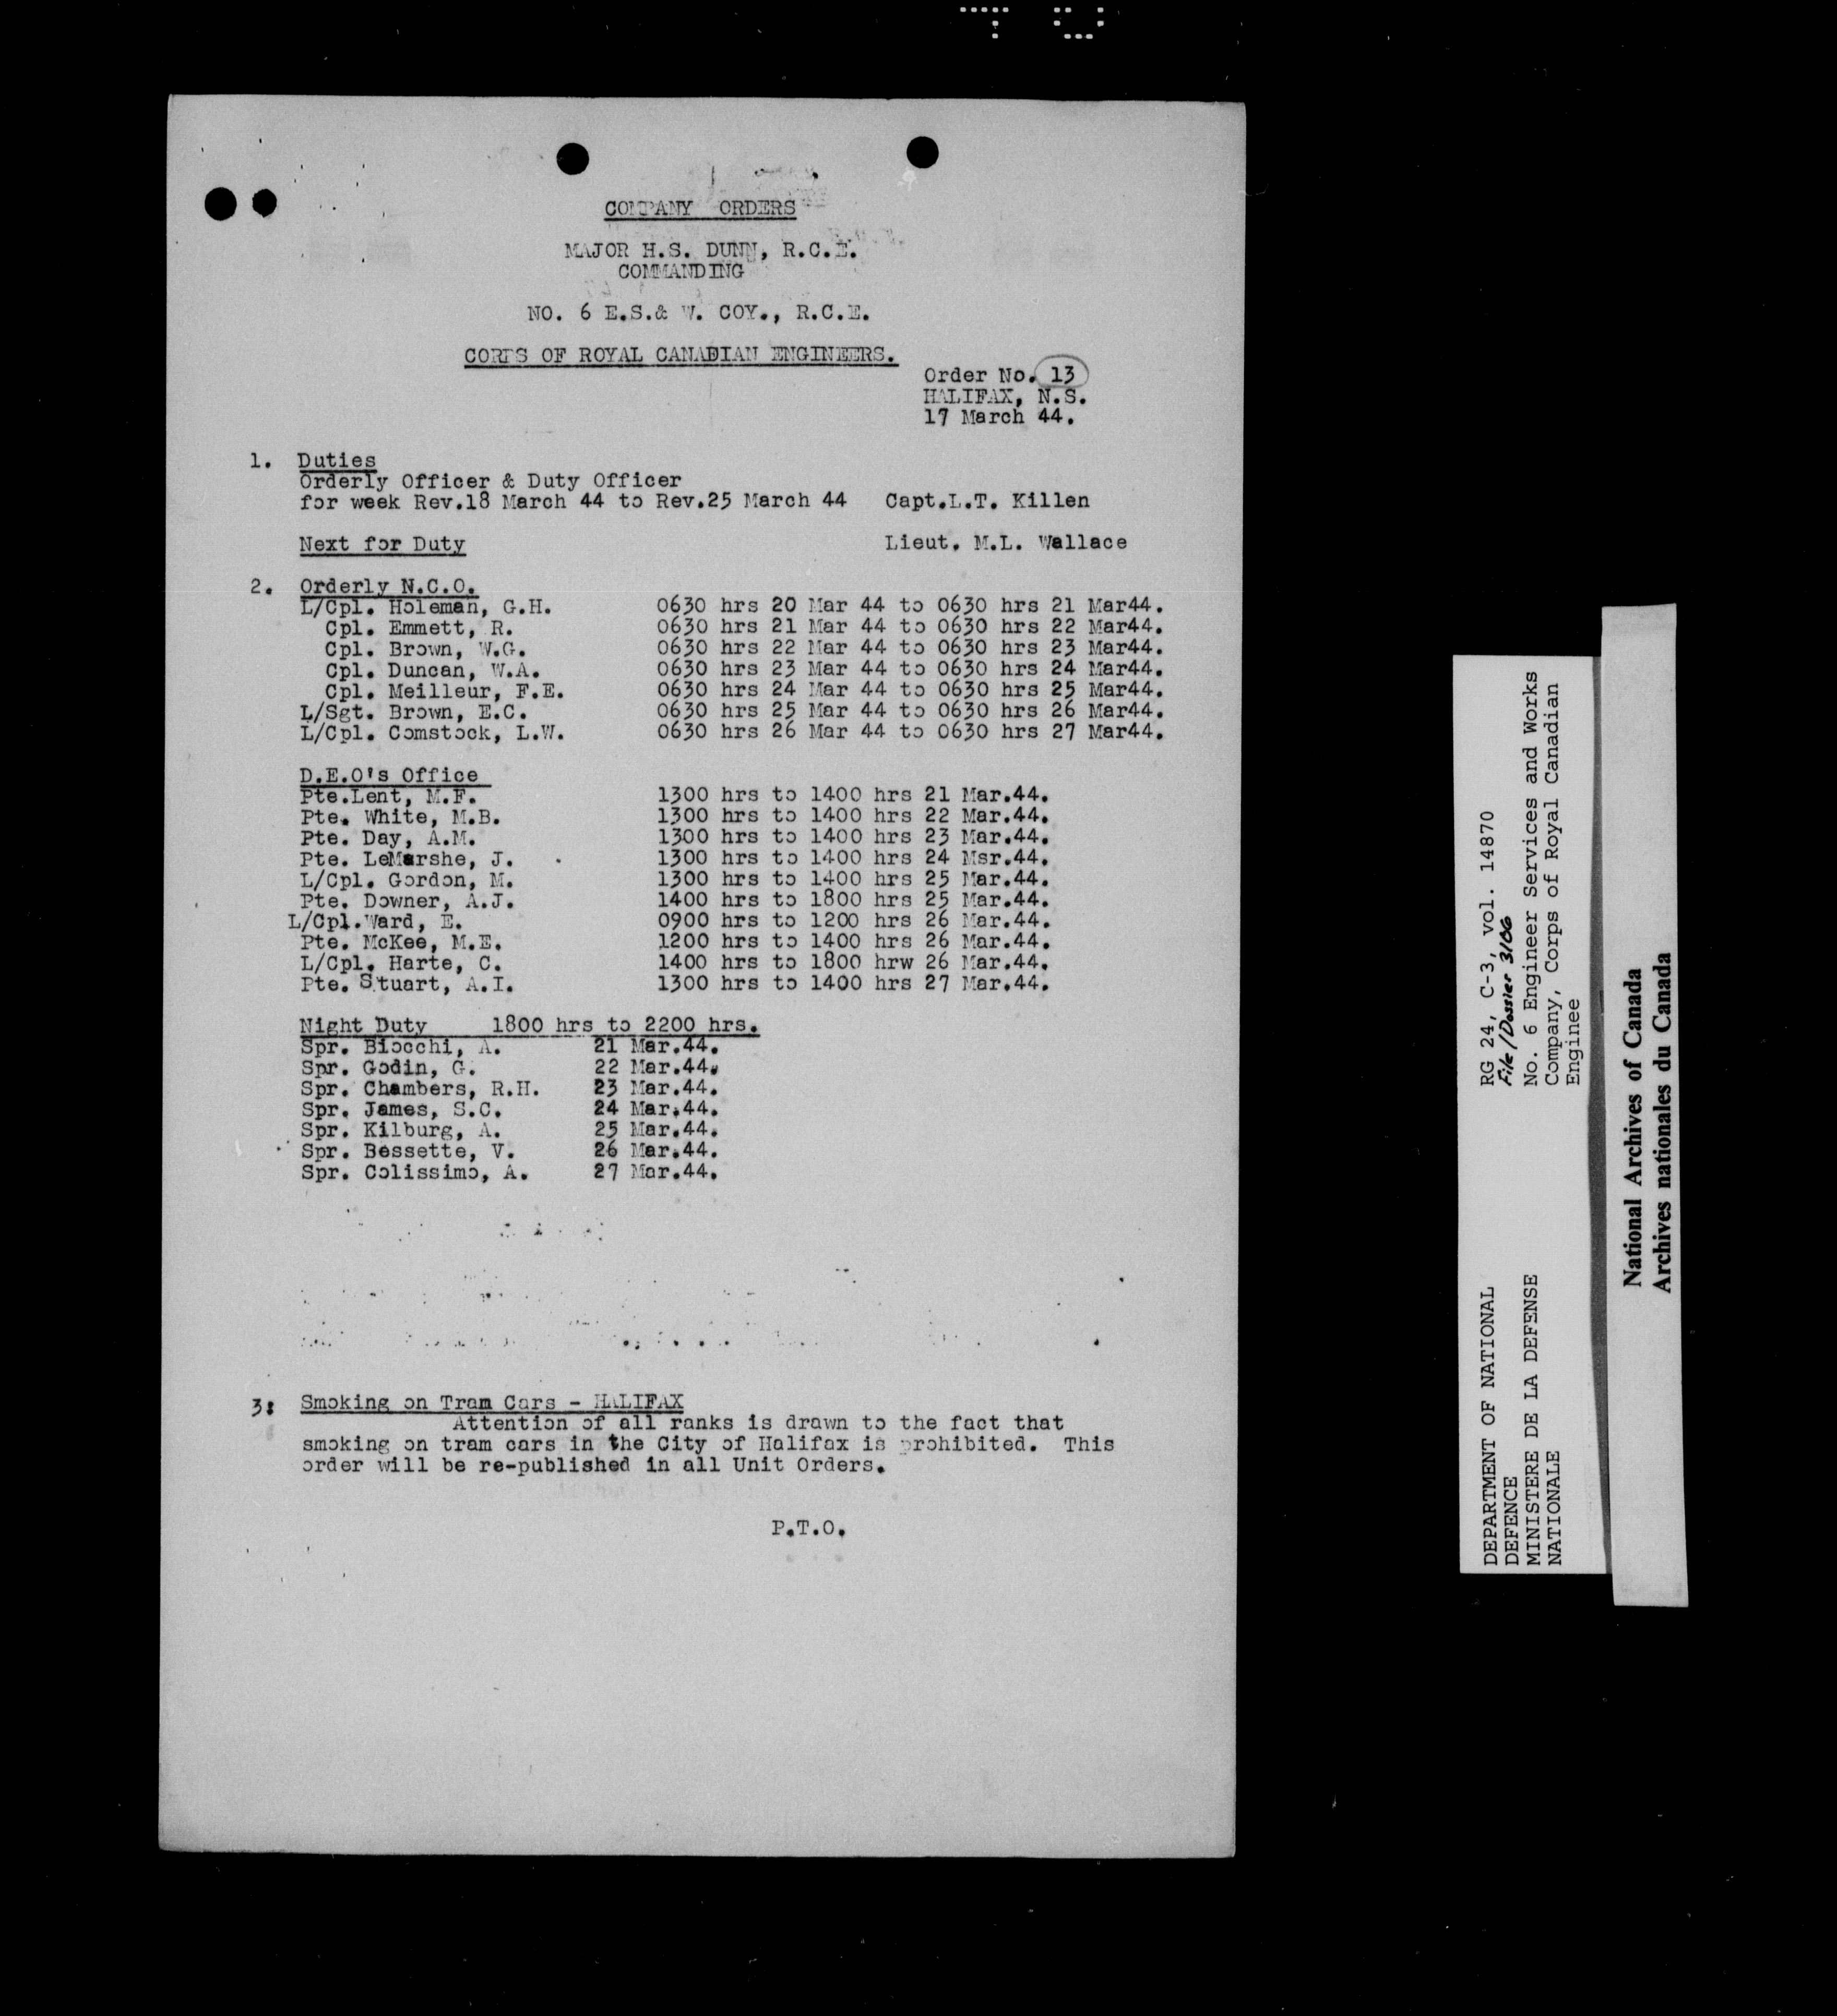 COMPANY ORDERS
MAJOR H.S. DUNN, R.C.E.
COMMANDING
NO. 6 E.S.& W. COY., R.C.E.
CORPS OF ROYAL CANADIAN ENGINEERS.
Order No. 13
HALIFAX, N.S.
17 March 44.
1. Duties
Orderly Officer & Duty Officer
for week Rev.18 March 44 to Rev.25 March 44 Capt.L.T. Killen
Next for Duty Lieut. M.L. Wallace
2. Orderly N.C.O.
L/Cpl. Holeman, G.H. 0630 hrs 20 Mar 44 to 0630 hrs 21 Mar44.
Cpl. Emmett, R. 0630 hrs 21 Mar 44 to 0630 hrs 22 Mar44.
Cpl. Brown, W.G. 0630 hrs 22 Mar 44 to 0630 hrs 23 Mar44.
Cpl. Duncan, W.A. 0630 hrs 23 Mar 44 to 0630 hrs 24 Mar44.
Cpl. Meilleur, F.E. 0630 hrs 24 Mar 44 to 0630 hrs 25 Mar44.
L/Sgt. Brown, E.C. 0630 hrs 25 Mar 44 to 0630 hrs 26 Mar44.
L/Cpl. Comstock, L.W. 0630 hrs 26 Mar 44 to 0630 hrs 27 Mar44.
D.E.O's Office
Pte.Lent, M.F. 1300 hrs to 1400 hrs 21 Mar.44.
Pte. White, M.B. 1300 hrs to 1400 hrs 22 Mar.44.
Pte. Day, A.M. 1300 hrs to 1400 hrs 23 Mar.44.
Pte. LeMarshe, J. 1300 hrs to 1400 hrs 24 Msr.44.
L/Cpl. Gordon, M. 1300 hrs to 1400 hrs 25 Mar.44.
Pte. Downer, A.J. 1400 hrs to 1800 hrs 25 Mar.44.
L/Cpl.Ward, E. 0900 hrs to 1200 hrs 26 Mar.44.
Pte. McKee, M.E. 1200 hrs to 1400 hrs 26 Mar.44.
L/Cpl. Harte, C. 1400 hrs to 1800 hrw 26 Mar.44.
Pte. Stuart, A.I. 1300 hrs to 1400 hrs 27 Mar.44.
Night Duty 1800 hrs to 2200 hrs.
Spr. Biocchi, A. 21 Mar.44.
Spr. Godin, G. 22 Mar.44.
Spr. Chambers, R.H. 23 Mar.44.
Spr. James, S.C. 24 Mar.44.
Spr. Kilburg, A. 25 Mar.44.
Spr. Bessette, V. 26 Mar.44.
Spr. Colissimo, A. 27 Mar.44.
3: Smoking on Tram Cars - HALIFAX
Attention of all ranks is drawn to the fact that
smoking on tram cars in the City of Halifax is prohibited. This
order will be re-published in all Unit Orders.
P.T.O.
DEPARTMENT OF NATIONAL
DEFENCE
MINISTERE DE LA DEFENSE
NATIONALE
RG 24, C-3, vol. 14870
File/Dossier 3106
No. 6 Engineer Services and Works
Company, Corps of Royal Canadian
Enginee
National Archives of Canada
Archives nationales du Canada